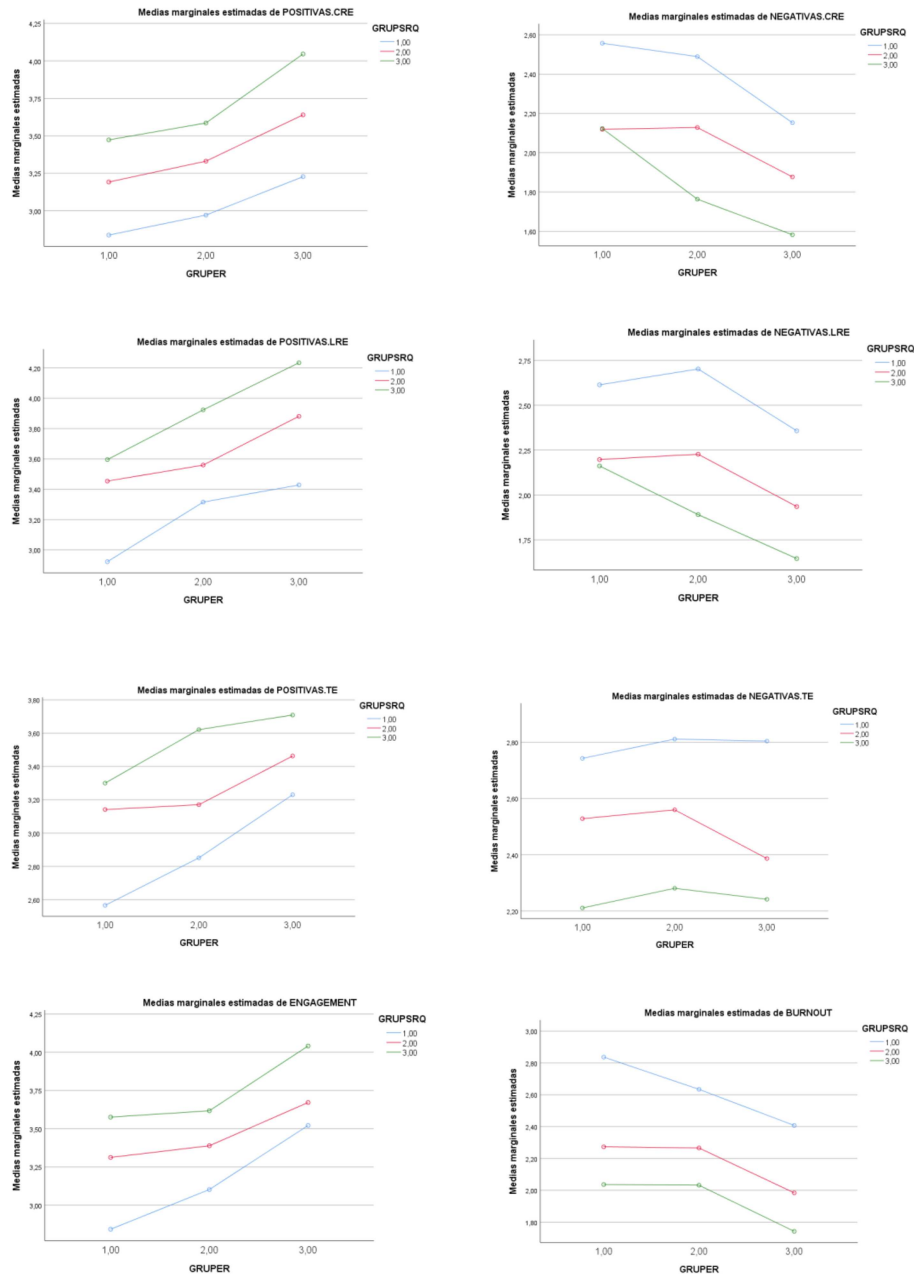 Medias marginales estimadas de POSITIVAS.CRE
GRUPSRQ
1,00
2,00
3,00
Medias marginales estimadas
4,25
4,00
3,75
3,50
3,25
3,00
1,00 2,00 3,00
GRUPER
Medias marginales estimadas de NEGATIVAS.CRE
GRUPSRQ
1,00
2,00
3,00
Medias marginales estimadas
2,60
2,40
2,20
2,00
1,80
1,60
1,00 2,00 3,00
GRUPER
Medias marginales estimadas de POSITIVAS.LRE
GRUPSRQ
1,00
2,00
3,00
Medias marginales estimadas
4,20
4,00
3,80
3,60
3,40
3,20
3,00
1,00 2,00 3,00
GRUPER
Medias marginales estimadas de NEGATIVAS.LRE
GRUPSRQ
1,00
2,00
3,00
Medias marginales estimadas
2,75
2,50
2,25
2,00
1,75
1,00 2,00 3,00
GRUPER
Medias marginales estimadas de POSITIVAS.TE
GRUPSRQ
1,00
2,00
3,00
Medias marginales estimadas
3,80
3,60
3,40
3,20
3,00
2,80
2,60
1,00 2,00 3,00
GRUPER
Medias marginales estimadas de NEGATIVAS.TE
GRUPSRQ
1,00
2,00
3,00
Medias marginales estimadas
2,80
2,60
2,40
2,20
1,00 2,00 3,00
GRUPER
Medias marginales estimadas de ENGAGEMENT
GRUPSRQ
1,00
2,00
3,00
Medias marginales estimadas
4,25
4,00
3,75
3,50
3,25
3,00
1,00 2,00 3,00
GRUPER
Medias marginales estimadas de BURNOUT
GRUPSRQ
1,00
2,00
3,00
Medias marginales estimadas
3,00
2,80
2,60
2,40
2,20
2,00
1,80
1,00 2,00 3,00
GRUPER